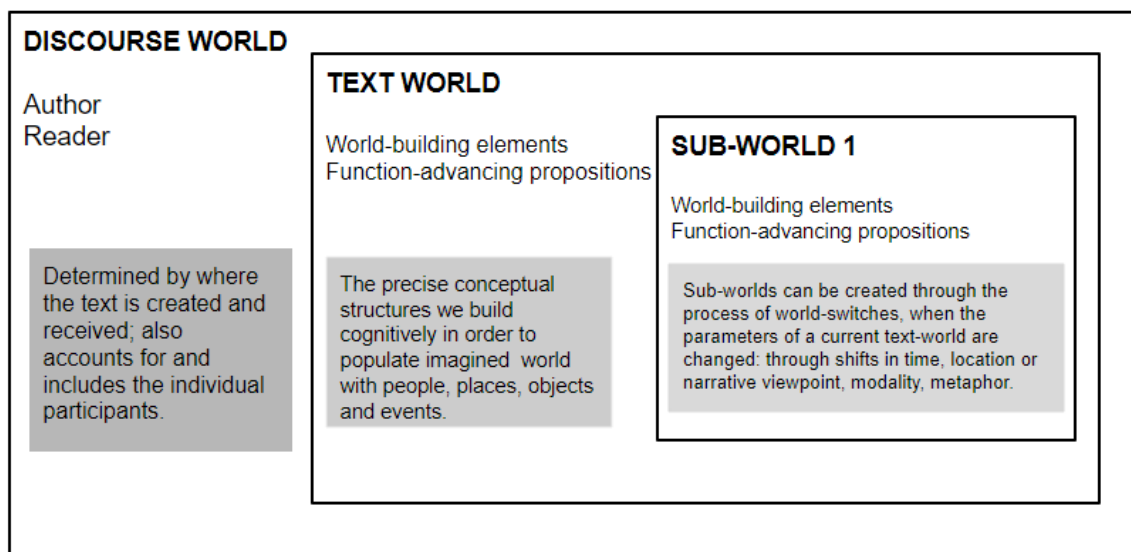 DISCOURSE WORLD
Author
Reader
Determined by where
the text is created and
received; also
accounts for and
includes the individual
participants.
TEXT WORLD
World-building elements
Function-advancing propositions
The precise conceptual
structures we build
cognitively in order to
populate imagined world
with people, places, objects
and events.
SUB-WORLD 1
World-building elements
Function-advancing propositions
Sub-worlds can be created through the
process of world-switches, when the
parameters of a current text-world are
changed: through shifts in time, location or
narrative viewpoint, modality, metaphor.